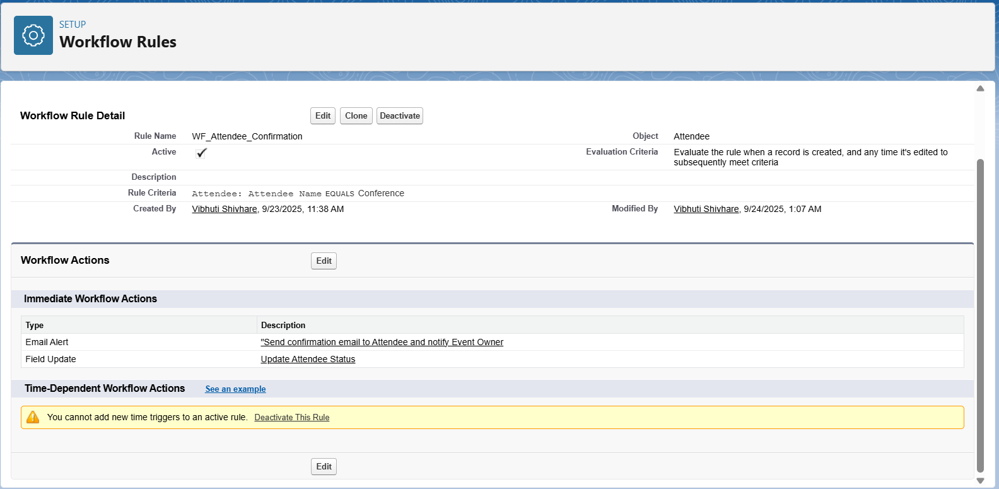 SETUP
Workflow Rules
Workflow Rule Detail
Edit Clone Deactivate
Rule Name WF_Attendee_Confirmation Object Attendee
Active Evaluation Criteria Evaluate the rule when a record is created, and any time it's edited to
subsequently meet criteria
Description
Rule Criteria Attendee: Attendee Name EQUALS Conference
Created By Vibhuti Shivhare, 9/23/2025, 11:38 AM Modified By Vibhuti Shivhare, 9/24/2025, 1:07 AM
Workflow Actions Edit
Immediate Workflow Actions
Type Description
Email Alert "Send confirmation email to Attendee and notify Event Owner
Field Update Update Attendee Status
Time-Dependent Workflow Actions See an example
You cannot add new time triggers to an active rule. Deactivate This Rule
Edit